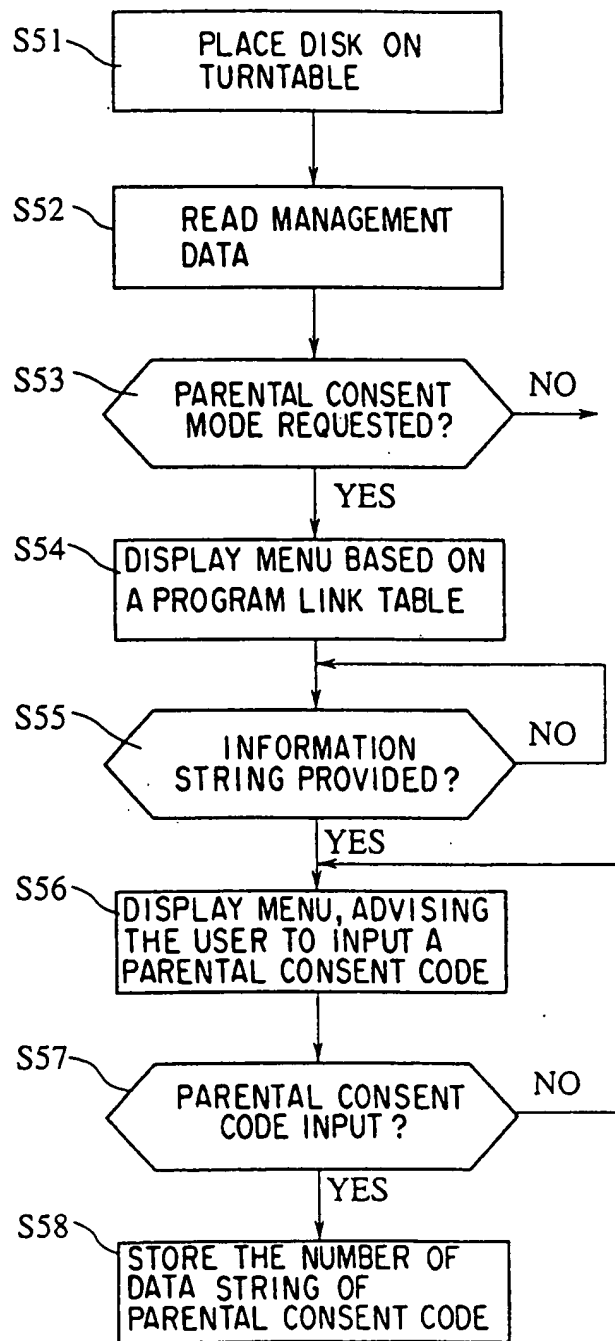 S51
PLACE DISK ON
TURNTABLE
S52
READ MANAGEMENT
DATA
S53
PARENTAL CONSENT
MODE REQUESTED?
NO
YES
S54
DISPLAY MENU BASED ON
A PROGRAM LINK TABLE
S55
INFORMATION
STRING PROVIDED?
NO
YES
S56
DISPLAY MENU, ADVISING
THE USER TO INPUT A
PARENTAL CONSENT CODE
S57
PARENTAL CONSENT
CODE INPUT?
NO
YES
S58
STORE THE NUMBER OF
DATA STRING OF
PARENTAL CONSENT CODE